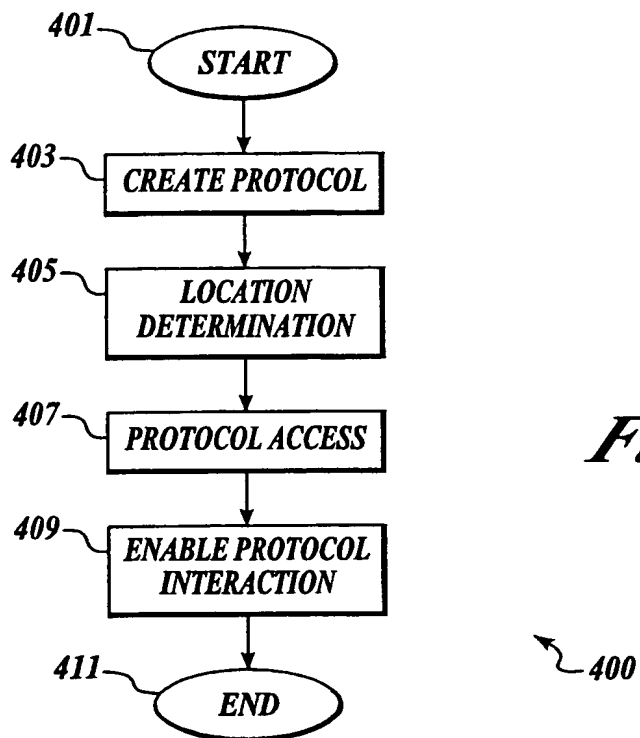 401
START
403
CREATE PROTOCOL
405
LOCATION
DETERMINATION
407
PROTOCOL ACCESS
409
ENABLE PROTOCOL
INTERACTION
411
END
400